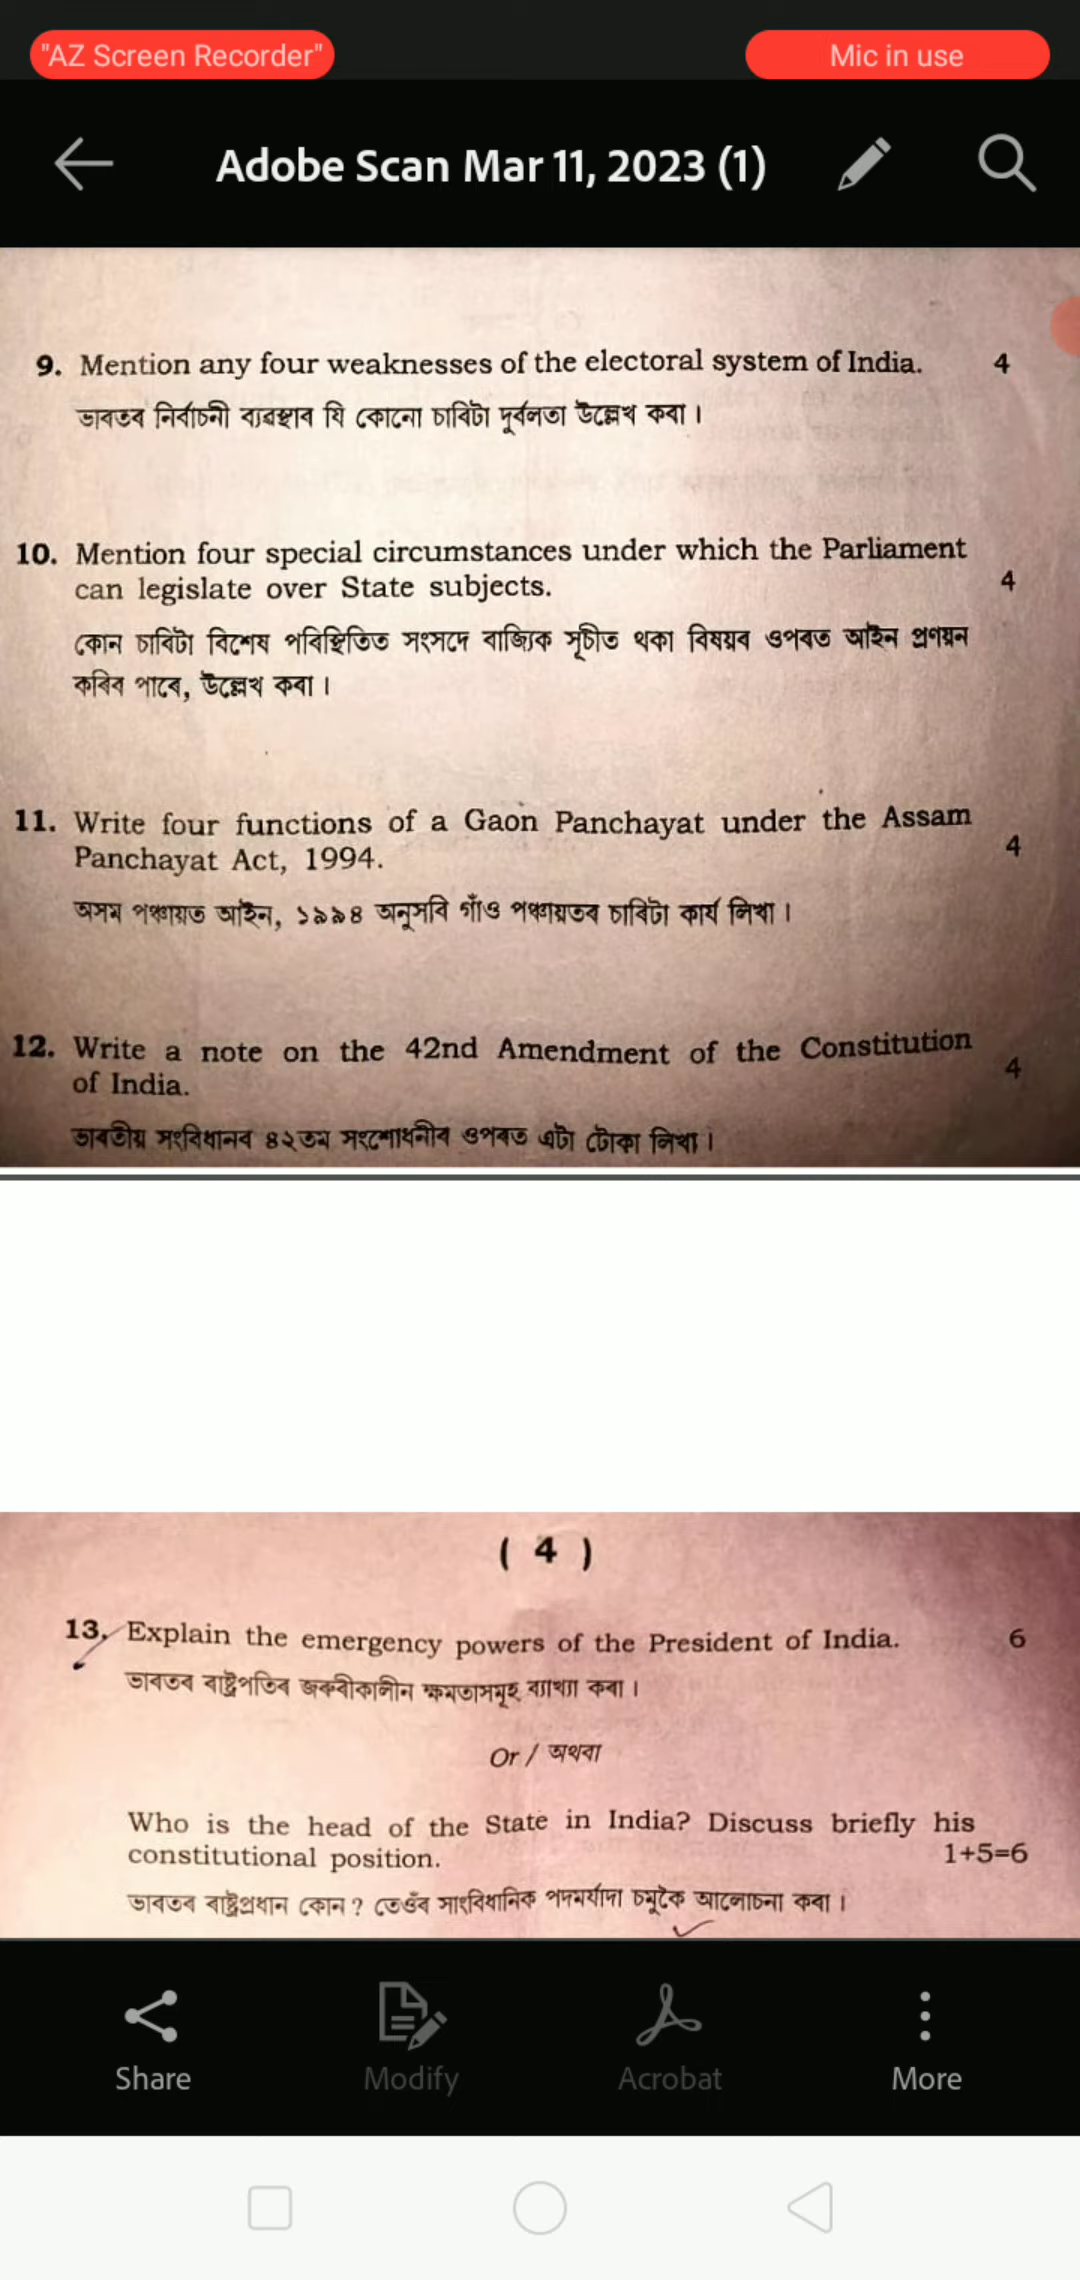 "AZ Screen Recorder" Mic in use
Adobe Scan Mar 11, 2023 (1)
9. Mention any four weaknesses of the electoral system of India. 4
ভাৰতৰ নিৰ্বাচনী ব্যৱস্থাৰ যি কোনো চাৰিটা দুৰ্বলতা উল্লেখ কৰা ।
10. Mention four special circumstances under which the Parliament
can legislate over State subjects. 4
কোন চাৰিটা বিশেষ পৰিস্থিতিত সংসদে ৰাজ্যিক সূচীত থকা বিষয়ৰ ওপৰত আইন প্ৰণয়ন
কৰিব পাৰে, উল্লেখ কৰা ।
11. Write four functions of a Gaon Panchayat under the Assam
Panchayat Act, 1994. 4
অসম পঞ্চায়ত আইন, ১৯৯৪ অনুসৰি গাঁও পঞ্চায়তৰ চাৰিটা কাৰ্য লিখা ।
12. Write a note on the 42nd Amendment of the Constitution
of India. 4
ভাৰতীয় সংবিধানৰ ৪২তম সংশোধনীৰ ওপৰত এটা টোকা লিখা ।
( 4 )
13. Explain the emergency powers of the President of India. 6
ভাৰতৰ ৰাষ্ট্ৰপতিৰ জৰুৰীকালীন ক্ষমতাসমূহ ব্যাখ্যা কৰা ।
Or / অথবা
Who is the head of the State in India? Discuss briefly his
constitutional position. 1+5=6
ভাৰতৰ ৰাষ্ট্ৰপ্ৰধান কোন ? তেওঁৰ সাংবিধানিক পদমৰ্যাদা চমুকৈ আলোচনা কৰা ।
Share Modify Acrobat More